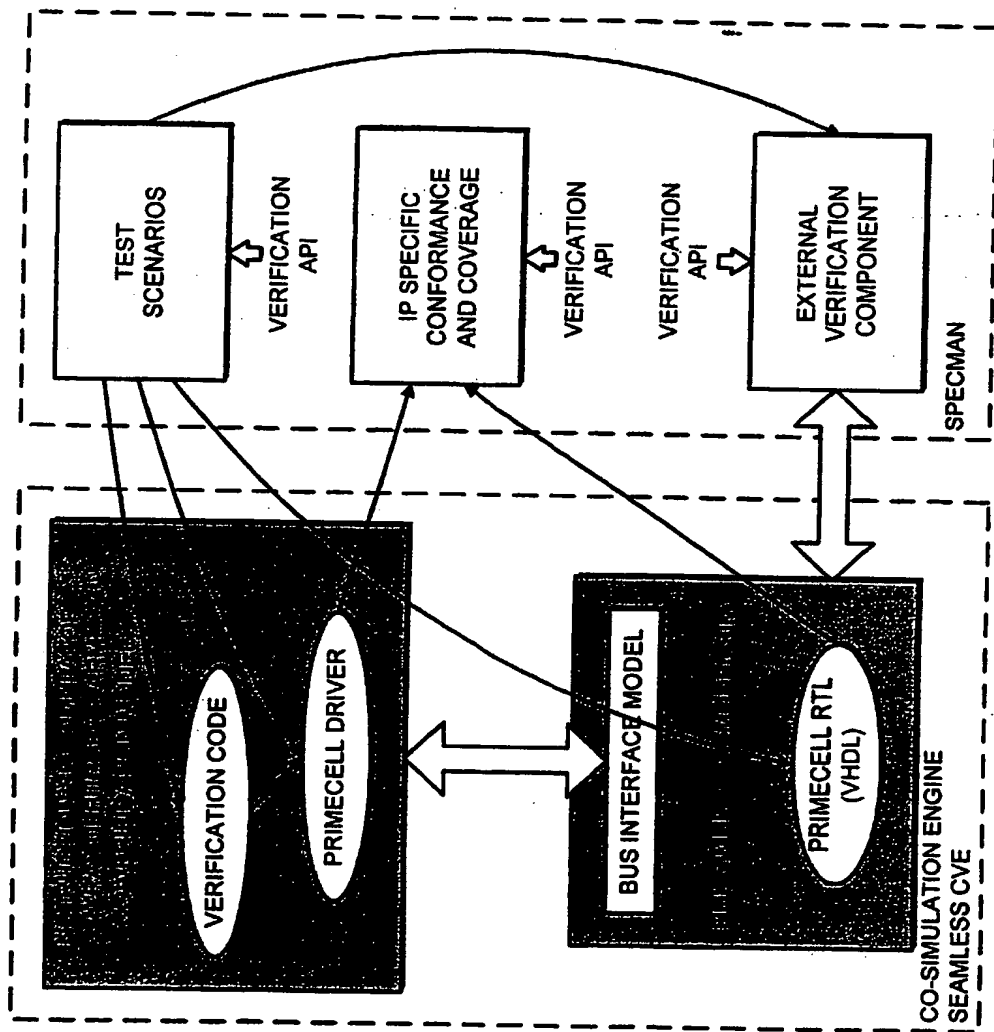 TEST
SCENARIOS
VERIFICATION
API
IP SPECIFIC
CONFORMANCE
AND COVERAGE
VERIFICATION
API
VERIFICATION
API
EXTERNAL
VERIFICATION
COMPONENT
SPECMAN
VERIFICATION CODE
PRIMECELL DRIVER
BUS INTERFACE MODEL
PRIMECELL RTL
(VHDL)
CO-SIMULATION ENGINE
SEAMLESS CVE